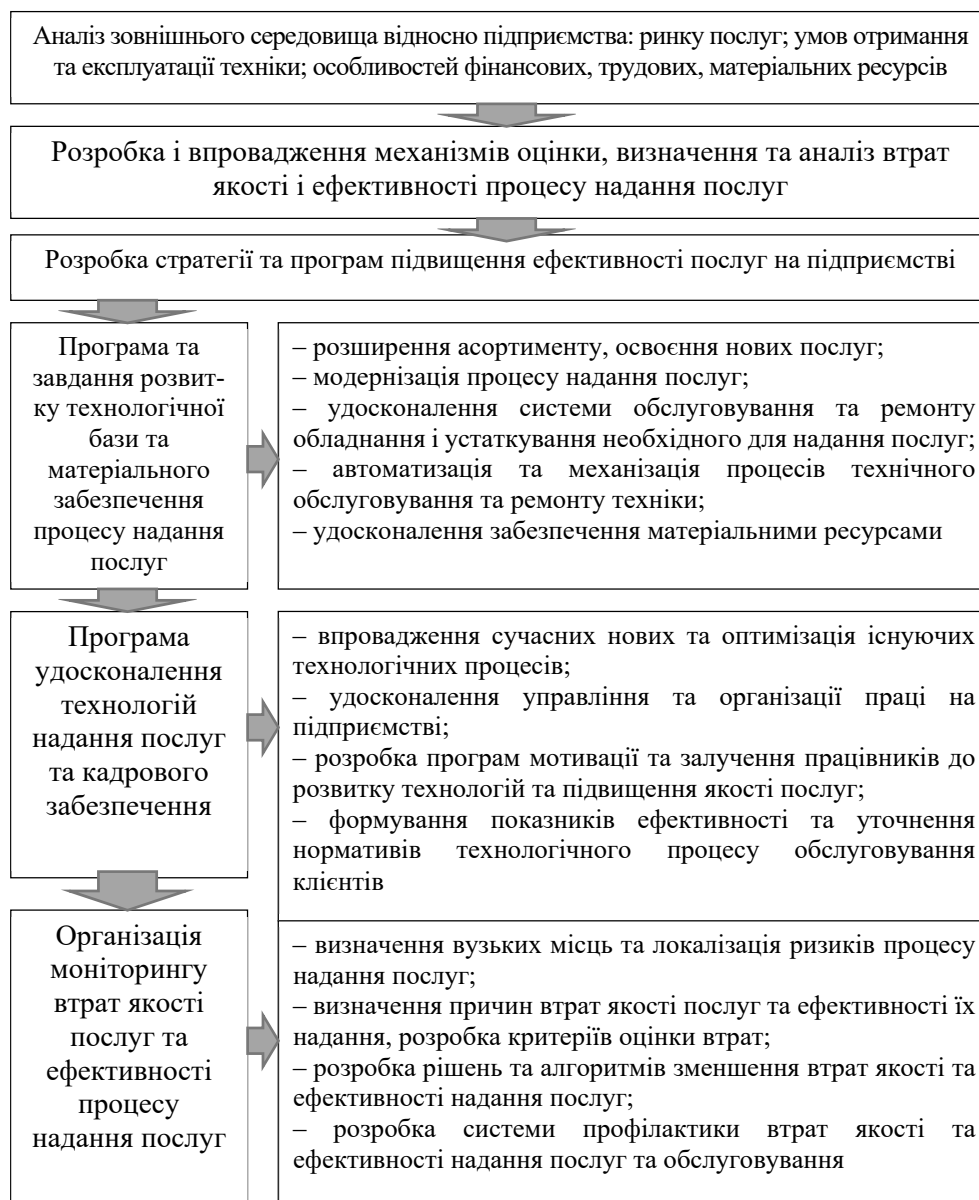 Аналіз зовнішнього середовища відносно підприємства: ринку послуг; умов отримання
та експлуатації техніки; особливостей фінансових, трудових, матеріальних ресурсів
Розробка і впровадження механізмів оцінки, визначення та аналіз втрат
якості і ефективності процесу надання послуг
Розробка стратегії та програм підвищення ефективності послуг на підприємстві
Програма та
завдання розвит-
ку технологічної
бази та
матеріального
забезпечення
процесу надання
послуг
– розширення асортименту, освоєння нових послуг;
– модернізація процесу надання послуг;
– удосконалення системи обслуговування та ремонту
обладнання і устаткування необхідного для надання послуг;
– автоматизація та механізація процесів технічного
обслуговування та ремонту техніки;
– удосконалення забезпечення матеріальними ресурсами
Програма
удосконалення
технологій
надання послуг
та кадрового
забезпечення
– впровадження сучасних нових та оптимізація існуючих
технологічних процесів;
– удосконалення управління та організації праці на
підприємстві;
– розробка програм мотивації та залучення працівників до
розвитку технологій та підвищення якості послуг;
– формування показників ефективності та уточнення
нормативів технологічного процесу обслуговування
клієнтів
Організація
моніторингу
втрат якості
послуг та
ефективності
процесу
надання послуг
– визначення вузьких місць та локалізація ризиків процесу
надання послуг;
– визначення причин втрат якості послуг та ефективності їх
надання, розробка критеріїв оцінки втрат;
– розробка рішень та алгоритмів зменшення втрат якості та
ефективності надання послуг;
– розробка системи профілактики втрат якості та
ефективності надання послуг та обслуговування